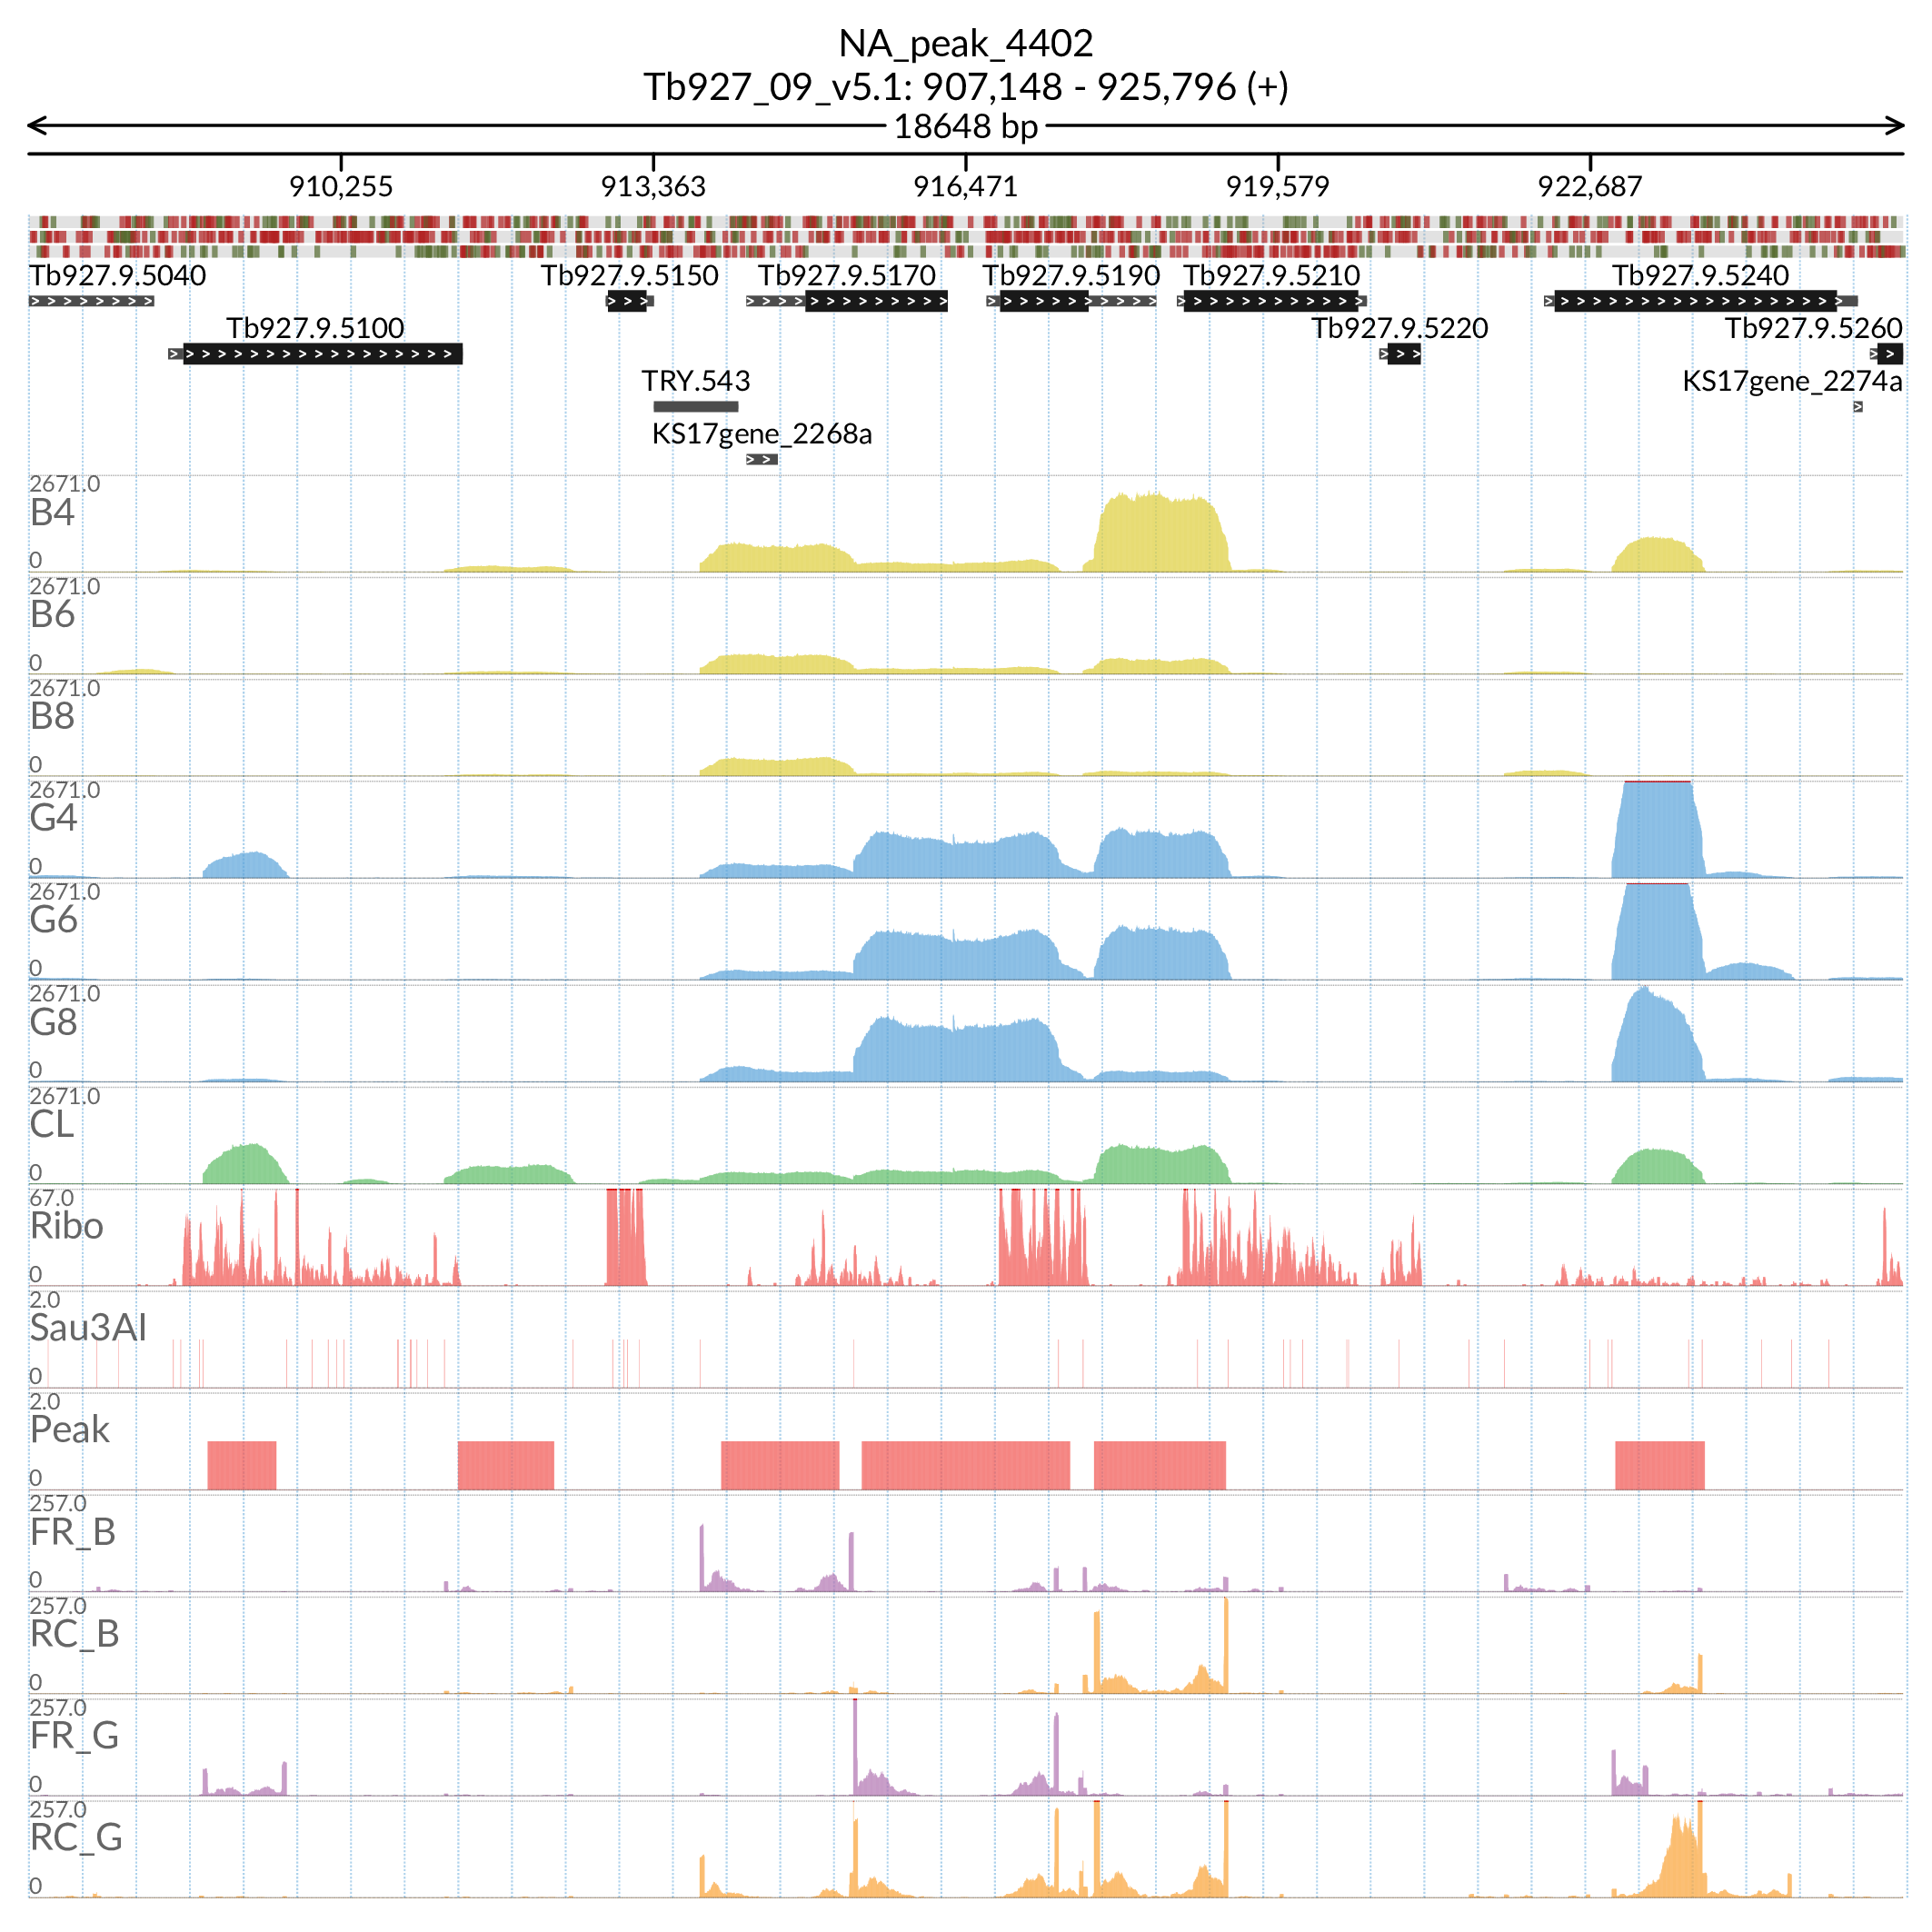 NA_peak_4402
Tb927_09_v5.1: 907,148 - 925,796 (+)
18648 bp
910,255 913,363 916,471 919,579 922,687
Tb927.9.5040 Tb927.9.5150 Tb927.9.5170 Tb927.9.5190 Tb927.9.5210 Tb927.9.5240
Tb927.9.5100 Tb927.9.5220 Tb927.9.5260
TRY.543 KS17gene_2274a
KS17gene_2268a
2671.0
B4
0
2671.0
B6
0
2671.0
B8
0
2671.0
G4
0
2671.0
G6
0
2671.0
G8
0
2671.0
CL
0
67.0
Ribo
0
2.0
Sau3AI
0
2.0
Peak
0
257.0
FR_B
0
257.0
RC_B
0
257.0
FR_G
0
257.0
RC_G
0